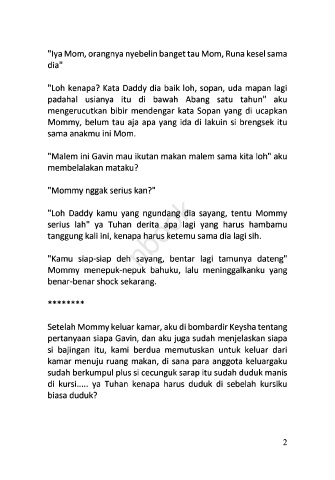 "Iya Mom, orangnya nyebelin banget tau Mom, Runa kesel sama
dia"
"Loh kenapa? Kata Daddy dia baik loh, sopan, uda mapan lagi
padahal usianya itu di bawah Abang satu tahun" aku
mengerucutkan bibir mendengar kata Sopan yang di ucapkan
Mommy, belum tau aja apa yang ida di lakuin si brengsek itu
sama anakmu ini Mom.
"Malem ini Gavin mau ikutan makan malem sama kita loh" aku
membelalakan mataku?
"Mommy nggak serius kan?"
"Loh Daddy kamu yang ngundang dia sayang, tentu Mommy
serius lah" ya Tuhan derita apa lagi yang harus hambamu
tanggung kali ini, kenapa harus ketemu sama dia lagi sih.
"Kamu siap-siap deh sayang, bentar lagi tamunya dateng"
Mommy menepuk-nepuk bahuku, lalu meninggalkanku yang
benar-benar shock sekarang.
********
Setelah Mommy keluar kamar, aku di bombardir Keysha tentang
pertanyaan siapa Gavin, dan aku juga sudah menjelaskan siapa
si bajingan itu, kami berdua memutuskan untuk keluar dari
kamar menuju ruang makan, di sana para anggota keluargaku
sudah berkumpul plus si cecunguk sarap itu sudah duduk manis
di kursi..... ya Tuhan kenapa harus duduk di sebelah kursiku
biasa duduk?
2